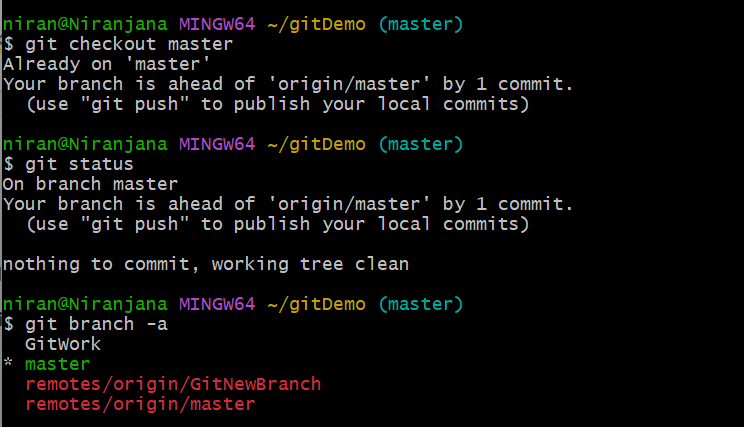 niran@Niranjana MINGW64 ~/gitDemo (master)
$ git checkout master
Already on 'master'
Your branch is ahead of 'origin/master' by 1 commit.
  (use "git push" to publish your local commits)

niran@Niranjana MINGW64 ~/gitDemo (master)
$ git status
On branch master
Your branch is ahead of 'origin/master' by 1 commit.
  (use "git push" to publish your local commits)

nothing to commit, working tree clean

niran@Niranjana MINGW64 ~/gitDemo (master)
$ git branch -a
  GitWork
* master
  remotes/origin/GitNewBranch
  remotes/origin/master